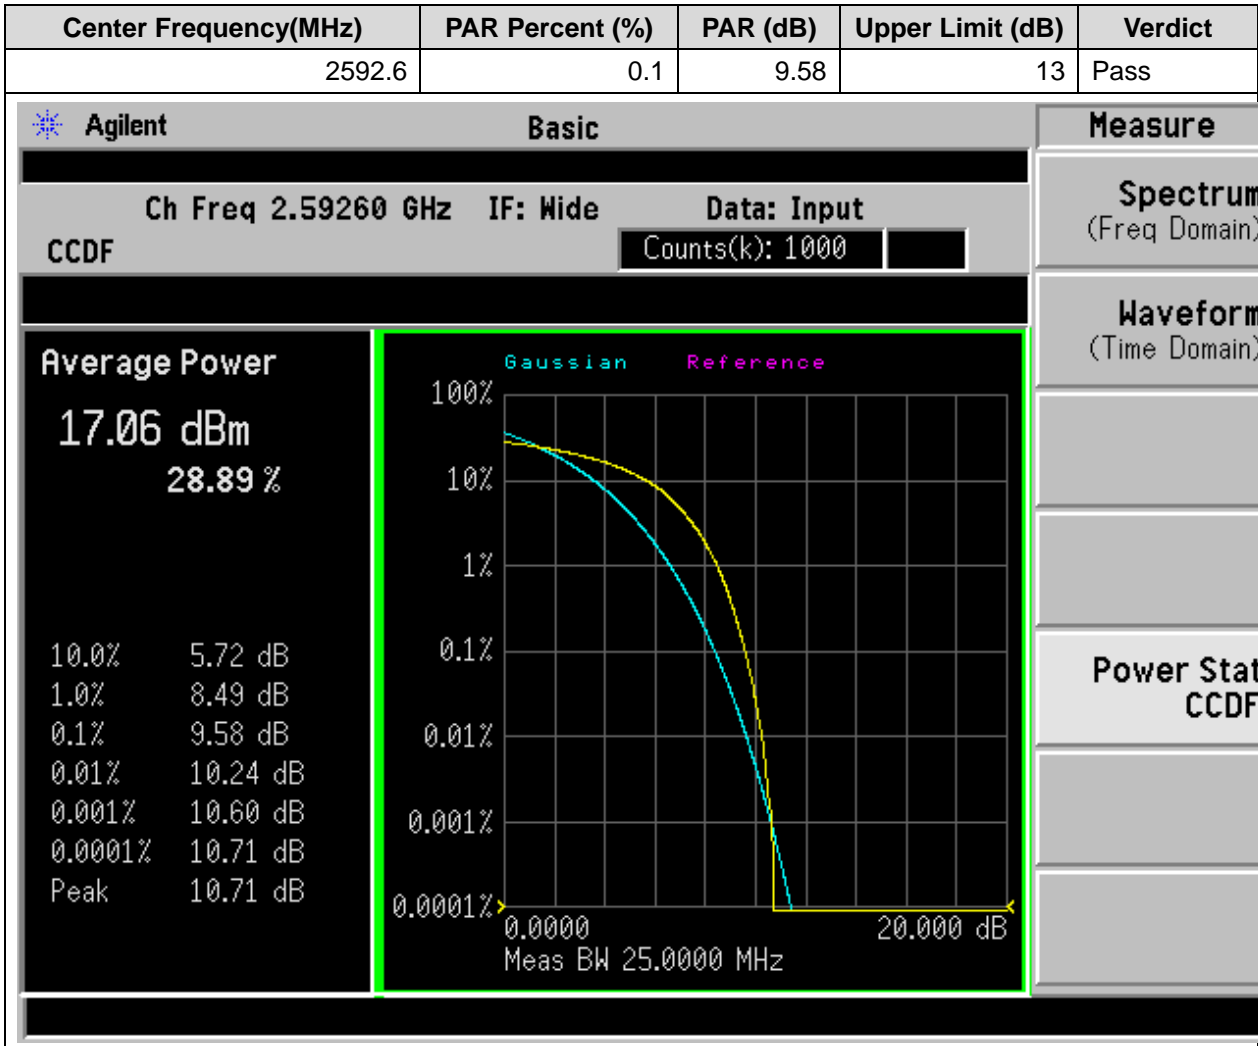 Center Frequency(MHz) PAR Percent (%) PAR (dB) Upper Limit (dB) Verdict
2592.6 0.1 9.58 13 Pass
Agilent Basic Measure
Ch Freq 2.59260 GHz IF: Wide Data: Input
CCDF Counts(k): 1000
Average Power
17.06 dBm
28.89 %
10.0% 5.72 dB
1.0% 8.49 dB
0.1% 9.58 dB
0.01% 10.24 dB
0.001% 10.60 dB
0.0001% 10.71 dB
Peak 10.71 dB
Gaussian Reference
100%
10%
1%
0.1%
0.01%
0.001%
0.0001%
0.0000 20.000 dB
Meas BW 25.0000 MHz
Spectrum
(Freq Domain)
Waveform
(Time Domain)
Power Stat
CCDF